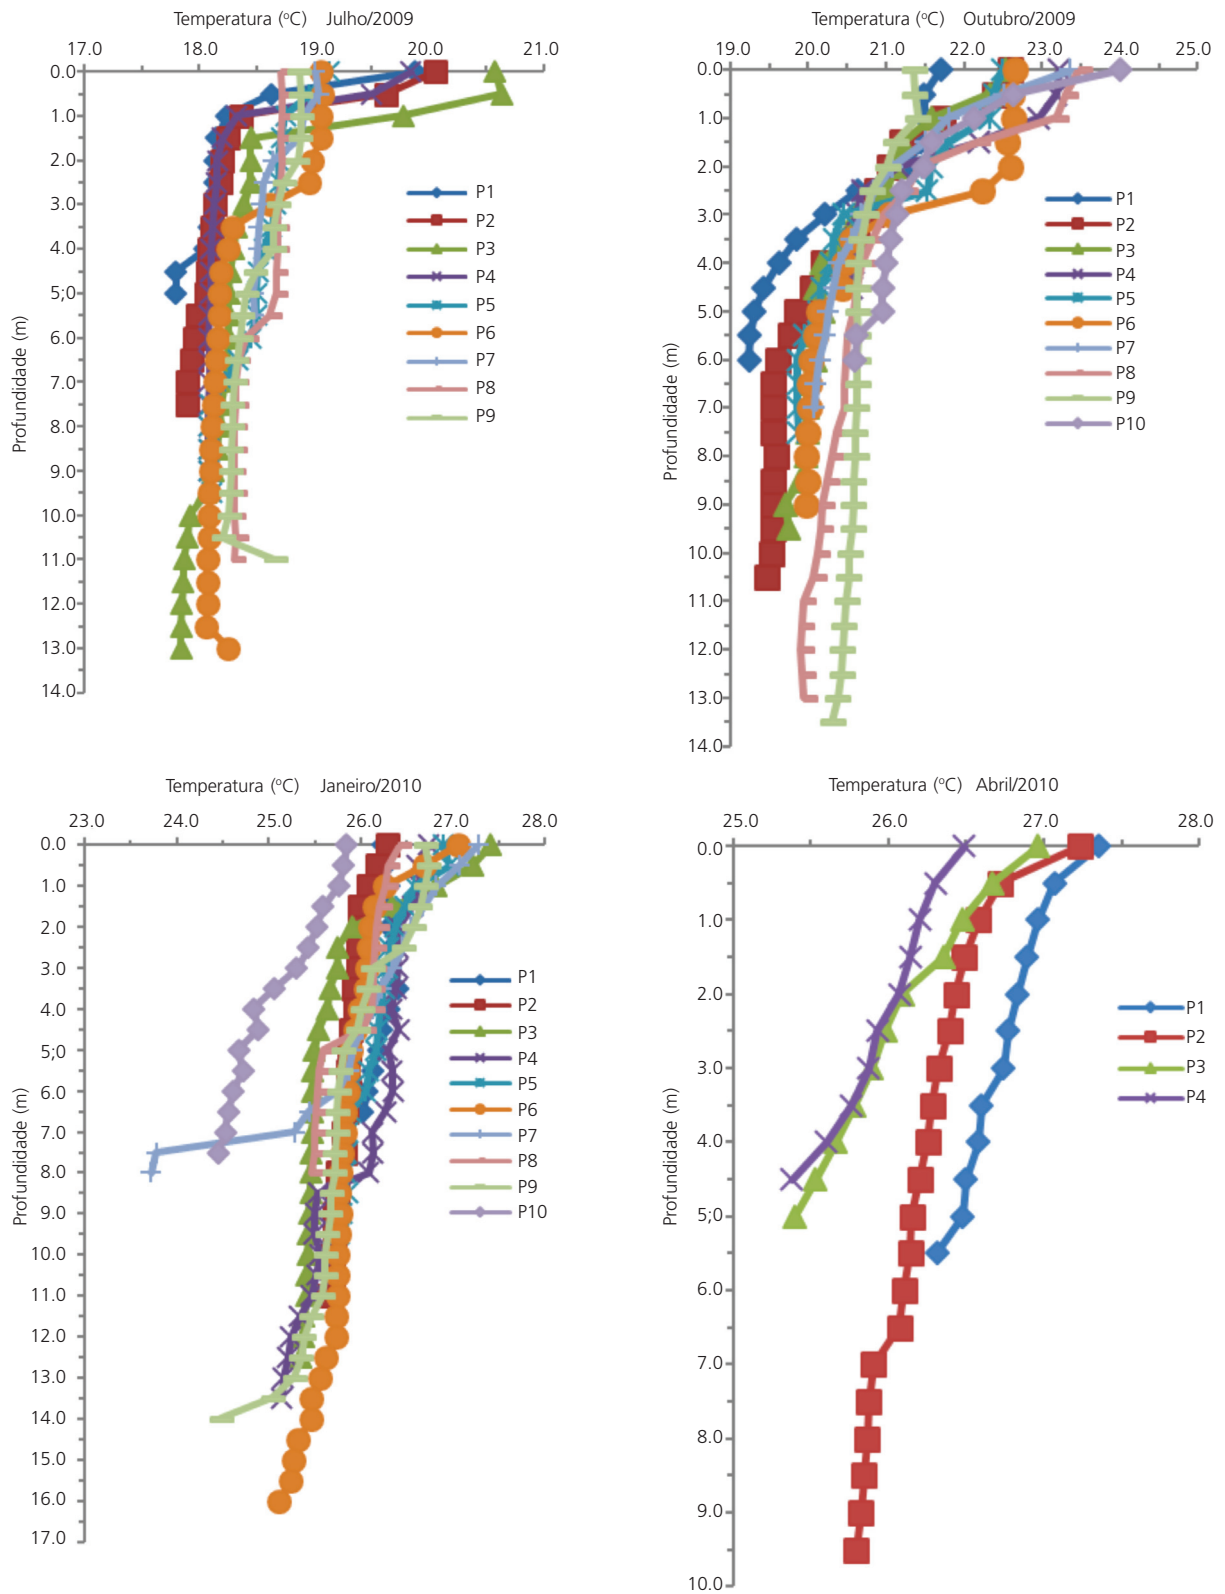 Temperatura (ºC) Julho/2009
17.0 18.0 19.0 20.0 21.0
0.0
1.0
2.0
3.0
4.0
5:0
6.0
7.0
8.0
9.0
10.0
11.0
12.0
13.0
14.0
Profundidade (m)
P1
P2
P3
P4
P5
P6
P7
P8
P9
Temperatura (ºC) Outubro/2009
19.0 20.0 21.0 22.0 23.0 24.0 25.0
0.0
1.0
2.0
3.0
4.0
5.0
6.0
7.0
8.0
9.0
10.0
11.0
12.0
13.0
14.0
Profundidade (m)
P1
P2
P3
P4
P5
P6
P7
P8
P9
P10
Temperatura (ºC) Janeiro/2010
23.0 24.0 25.0 26.0 27.0 28.0
0.0
1.0
2.0
3.0
4.0
5:0
6.0
7.0
8.0
9.0
10.0
11.0
12.0
13.0
14.0
15.0
16.0
17.0
Profundidade (m)
P1
P2
P3
P4
P5
P6
P7
P8
P9
P10
Temperatura (ºC) Abril/2010
25.0 26.0 27.0 28.0
0.0
1.0
2.0
3.0
4.0
5;0
6.0
7.0
8.0
9.0
10.0
Profundidade (m)
P1
P2
P3
P4